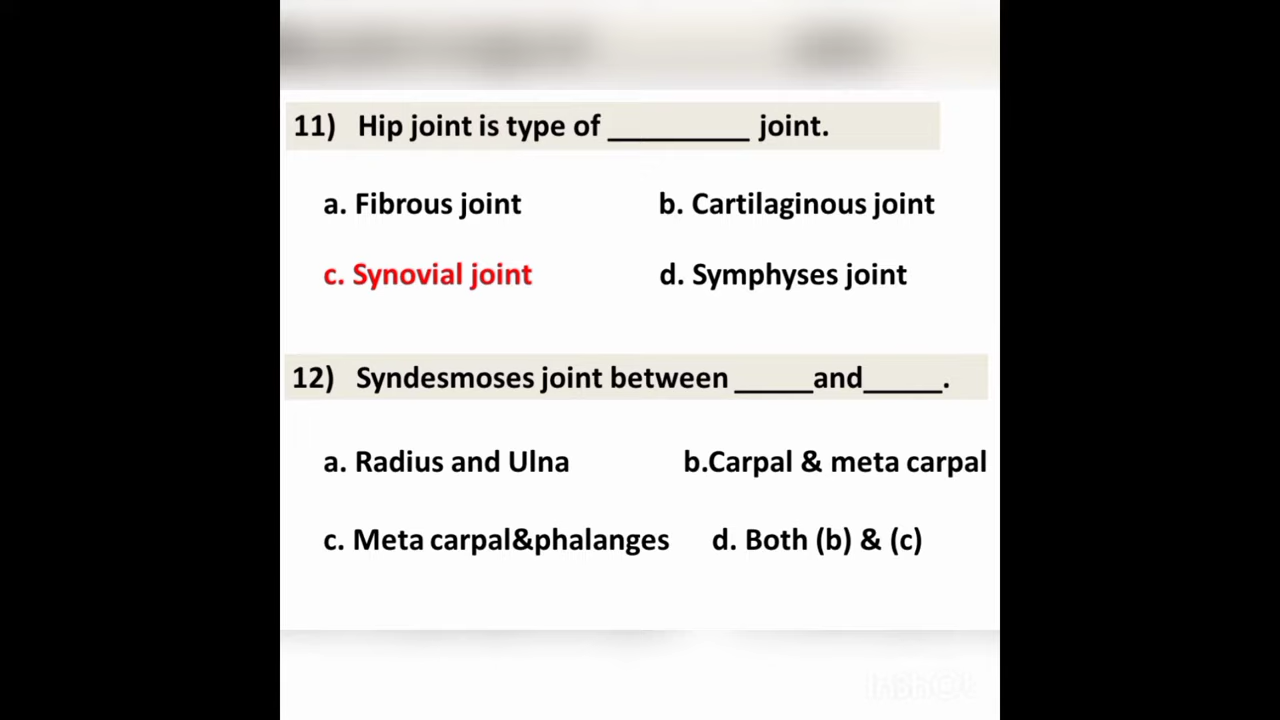 11) Hip joint is type of _________ joint.
a. Fibrous joint b. Cartilaginous joint
c. Synovial joint d. Symphyses joint
12) Syndesmoses joint between _____and_____.
a. Radius and Ulna b.Carpal & meta carpal
c. Meta carpal&phalanges d. Both (b) & (c)